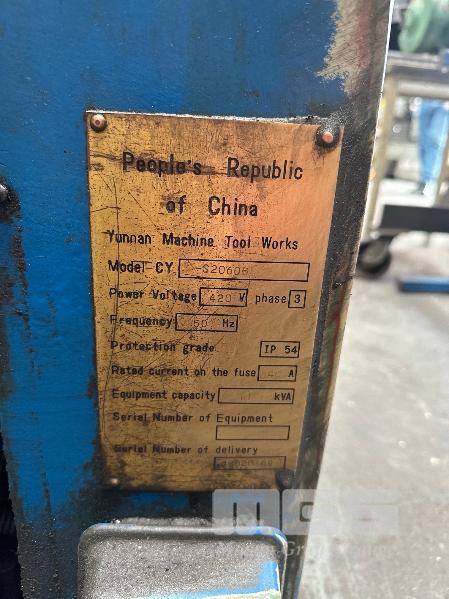 People's Republic
of China
Yunnan Machine Tool Works
Model CY -S2060B
Power Voltage 420 V phase 3
Frequency 50 Hz
Protection grade IP 54
Rated current on the fuse A
Equipment capacity kVA
Serial Number of Equipment
Serial Number of delivery